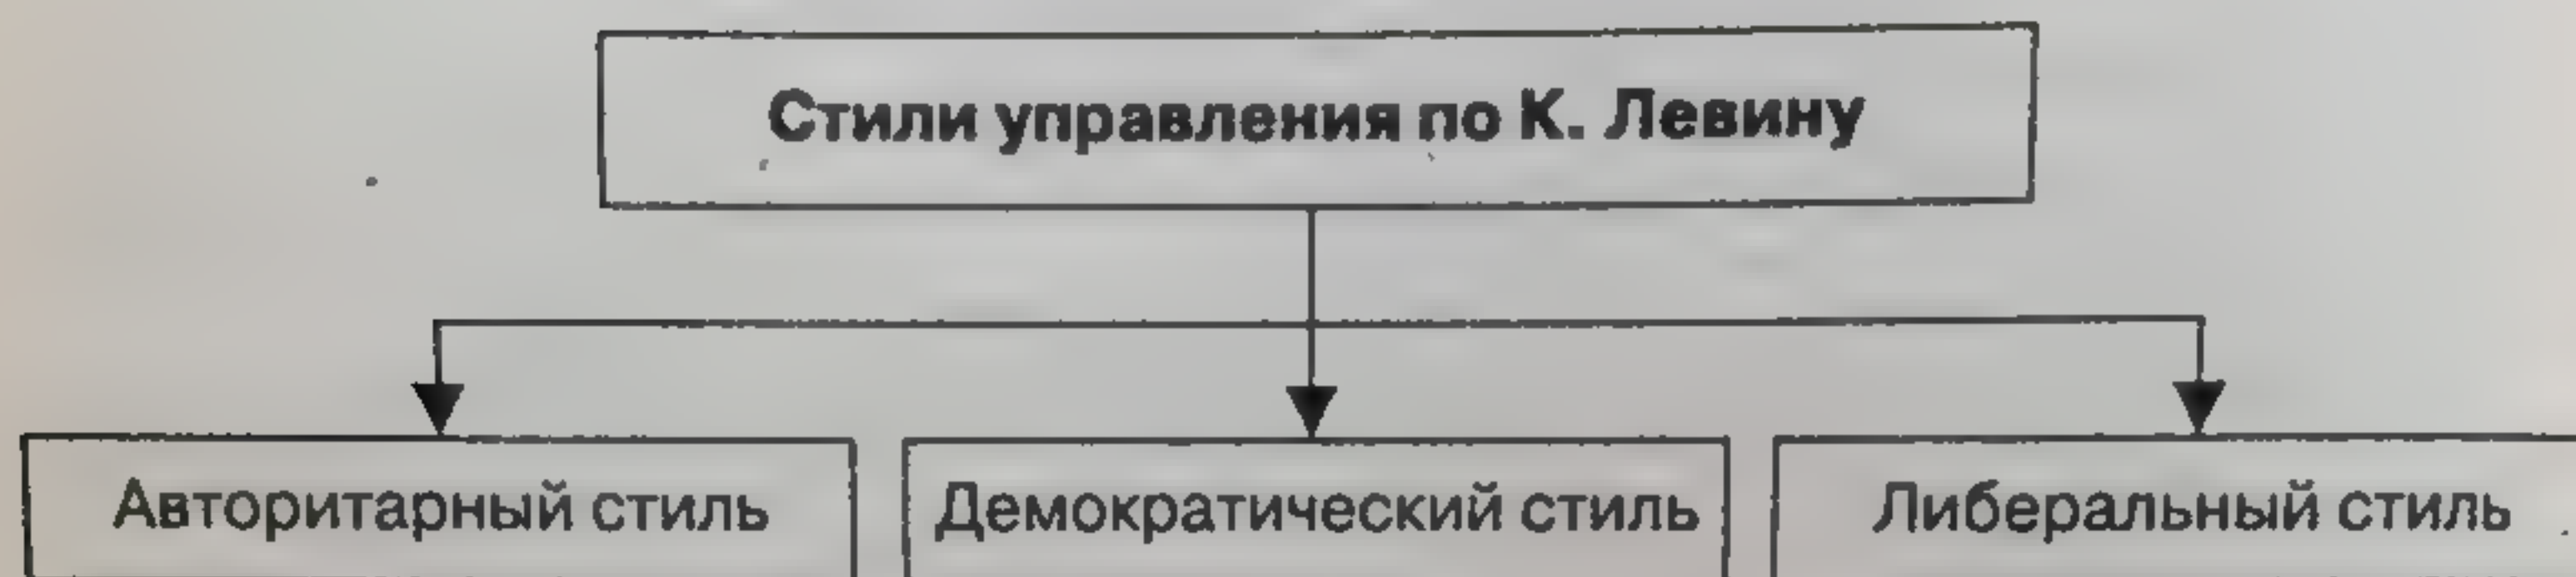 Стили управления по К. Левину
Авторитарный стиль
Демократический стиль
Либеральный стиль